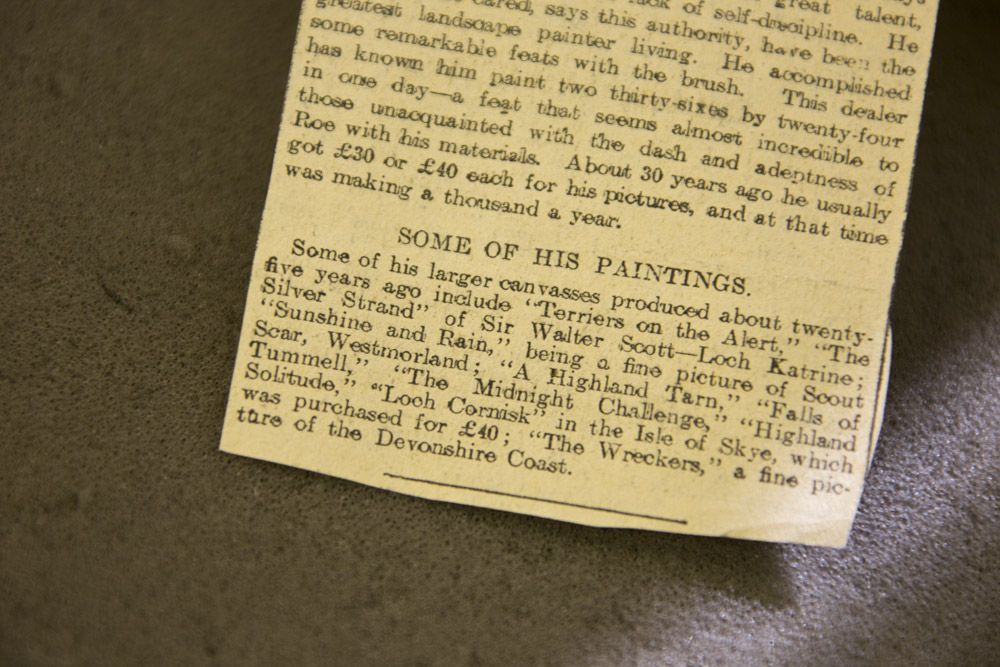 great talent,
cared, says this authority, have been the
lack of self-discipline. He
greatest landscape painter living. He accomplished
some remarkable feats with the brush. This dealer
has known him paint two thirty-sixes by twenty-four
in one day—a feat that seems almost incredible to
those unacquainted with the dash and adeptness of
Roe with his materials. About 30 years ago he usually
got £30 or £40 each for his pictures, and at that time
was making a thousand a year.
SOME OF HIS PAINTINGS.
Some of his larger canvasses produced about twenty-
five years ago include "Terriers on the Alert," "The
Silver Strand" of Sir Walter Scott—Loch Katrine;
"Sunshine and Rain," being a fine picture of Scout
Scar, Westmorland; "A Highland Tarn," "Falls of
Tummell," "The Midnight Challenge," "Highland
Solitude," "Loch Cornisk" in the Isle of Skye, which
was purchased for £40; "The Wreckers," a fine pic-
ture of the Devonshire Coast.